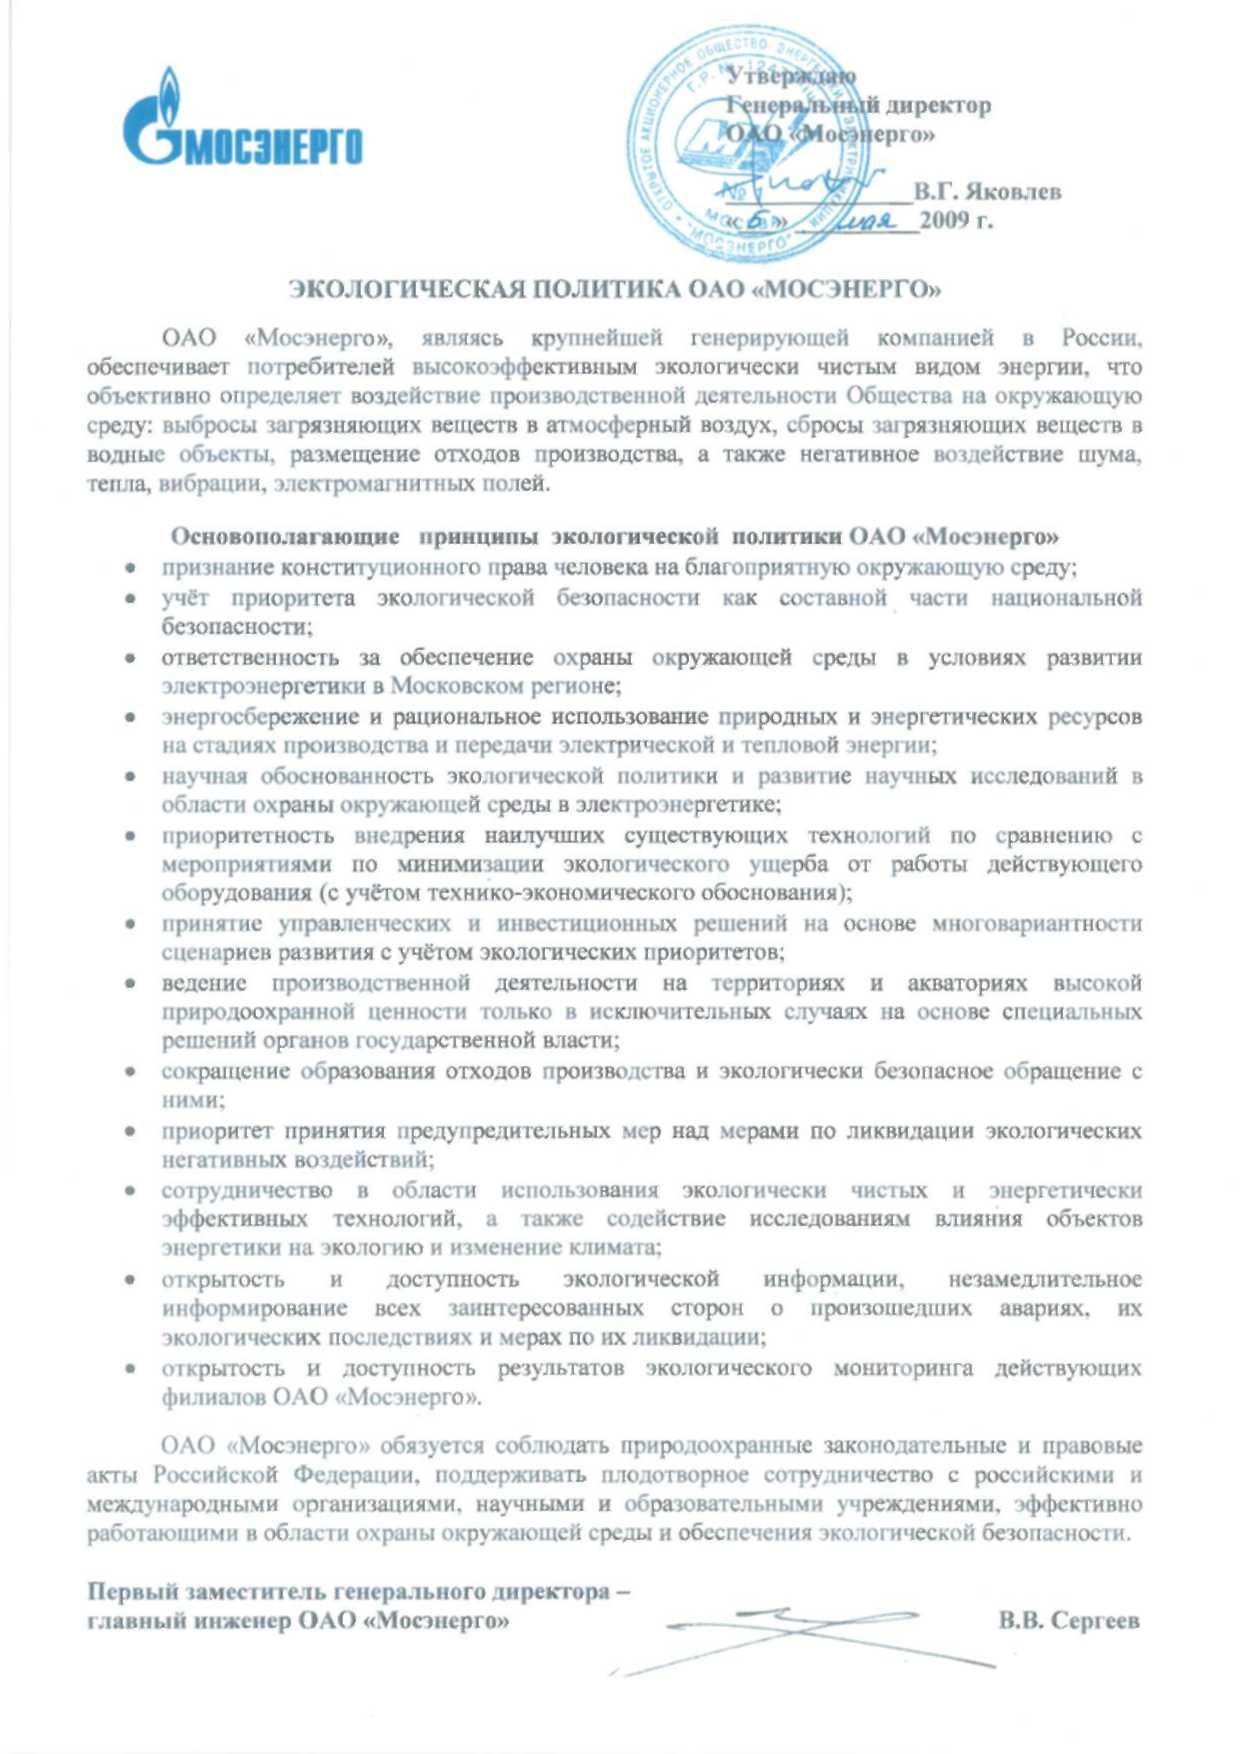 МОСЭНЕРГО
Утверждаю
Генеральный директор
ОАО «Мосэнерго»
В.Г. Яковлев
« 6 » мая 2009 г.
ОТКРЫТОЕ АКЦИОНЕРНОЕ ОБЩЕСТВО
"МОСЭНЕРГО"
МОСКВА
№ 1
ЭКОЛОГИЧЕСКАЯ ПОЛИТИКА ОАО «МОСЭНЕРГО»
ОАО «Мосэнерго», являясь крупнейшей генерирующей компанией в России,
обеспечивает потребителей высокоэффективным экологически чистым видом энергии, что
объективно определяет воздействие производственной деятельности Общества на окружающую
среду: выбросы загрязняющих веществ в атмосферный воздух, сбросы загрязняющих веществ в
водные объекты, размещение отходов производства, а также негативное воздействие шума,
тепла, вибрации, электромагнитных полей.
Основополагающие принципы экологической политики ОАО «Мосэнерго»
• признание конституционного права человека на благоприятную окружающую среду;
• учёт приоритета экологической безопасности как составной части национальной
безопасности;
• ответственность за обеспечение охраны окружающей среды в условиях развитии
электроэнергетики в Московском регионе;
• энергосбережение и рациональное использование природных и энергетических ресурсов
на стадиях производства и передачи электрической и тепловой энергии;
• научная обоснованность экологической политики и развитие научных исследований в
области охраны окружающей среды в электроэнергетике;
• приоритетность внедрения наилучших существующих технологий по сравнению с
мероприятиями по минимизации экологического ущерба от работы действующего
оборудования (с учётом технико-экономического обоснования);
• принятие управленческих и инвестиционных решений на основе многовариантности
сценариев развития с учётом экологических приоритетов;
• ведение производственной деятельности на территориях и акваториях высокой
природоохранной ценности только в исключительных случаях на основе специальных
решений органов государственной власти;
• сокращение образования отходов производства и экологически безопасное обращение с
ними;
• приоритет принятия предупредительных мер над мерами по ликвидации экологических
негативных воздействий;
• сотрудничество в области использования экологически чистых и энергетически
эффективных технологий, а также содействие исследованиям влияния объектов
энергетики на экологию и изменение климата;
• открытость и доступность экологической информации, незамедлительное
информирование всех заинтересованных сторон о произошедших авариях, их
экологических последствиях и мерах по их ликвидации;
• открытость и доступность результатов экологического мониторинга действующих
филиалов ОАО «Мосэнерго».
ОАО «Мосэнерго» обязуется соблюдать природоохранные законодательные и правовые
акты Российской Федерации, поддерживать плодотворное сотрудничество с российскими и
международными организациями, научными и образовательными учреждениями, эффективно
работающими в области охраны окружающей среды и обеспечения экологической безопасности.
Первый заместитель генерального директора –
главный инженер ОАО «Мосэнерго» В.В. Сергеев